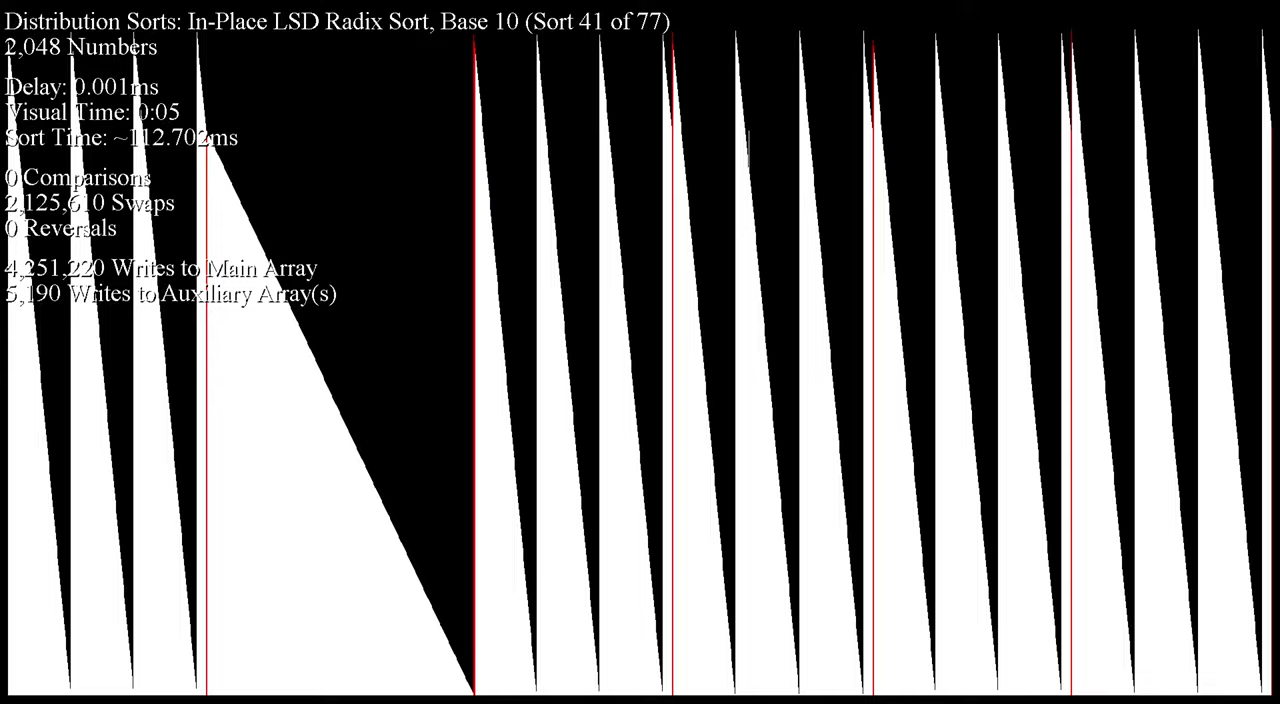 Distribution Sorts: In-Place LSD Radix Sort, Base 10 (Sort 41 of 77)
2,048 Numbers
Delay: 0.001ms
Visual Time: 0:05
Sort Time: ~112.702ms
0 Comparisons
2,125,610 Swaps
0 Reversals
4,251,220 Writes to Main Array
5,190 Writes to Auxiliary Array(s)